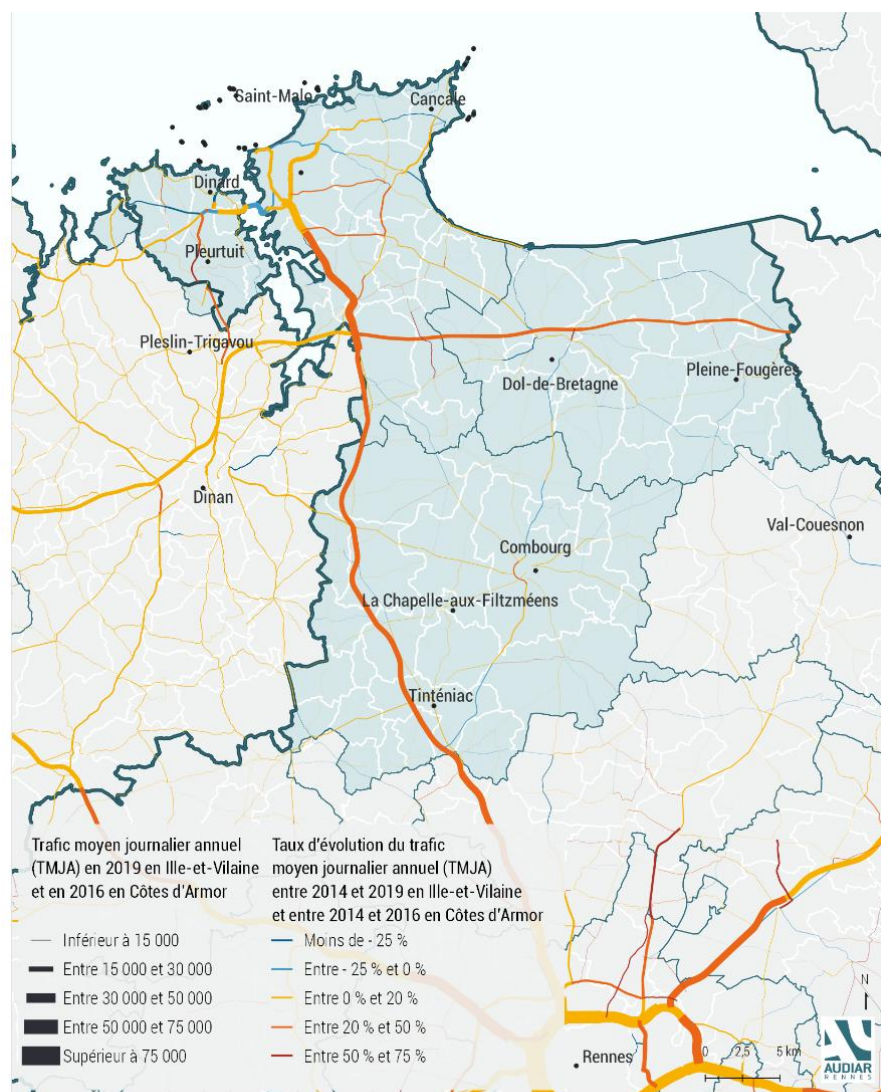 Saint-Malo
Cancale
Dinard
Pleurtuit
Pleslin-Trigavou
Dol-de-Bretagne
Pleine-Fougères
Dinan
Val-Couesnon
Combourg
La Chapelle-aux-Filtzméens
Tinténiac
Trafic moyen journalier annuel
(TMJA) en 2019 en Ille-et-Vilaine
et en 2016 en Côtes d'Armor
Inférieur à 15 000
Entre 15 000 et 30 000
Entre 30 000 et 50 000
Entre 50 000 et 75 000
Supérieur à 75 000
Taux d'évolution du trafic
moyen journalier annuel (TMJA)
entre 2014 et 2019 en Ille-et-Vilaine
et entre 2014 et 2016 en Côtes d'Armor
Moins de - 25 %
Entre - 25 % et 0 %
Entre 0 % et 20 %
Entre 20 % et 50 %
Entre 50 % et 75 %
Rennes
N
0 2,5 5 km
AUDIAR
RENNES